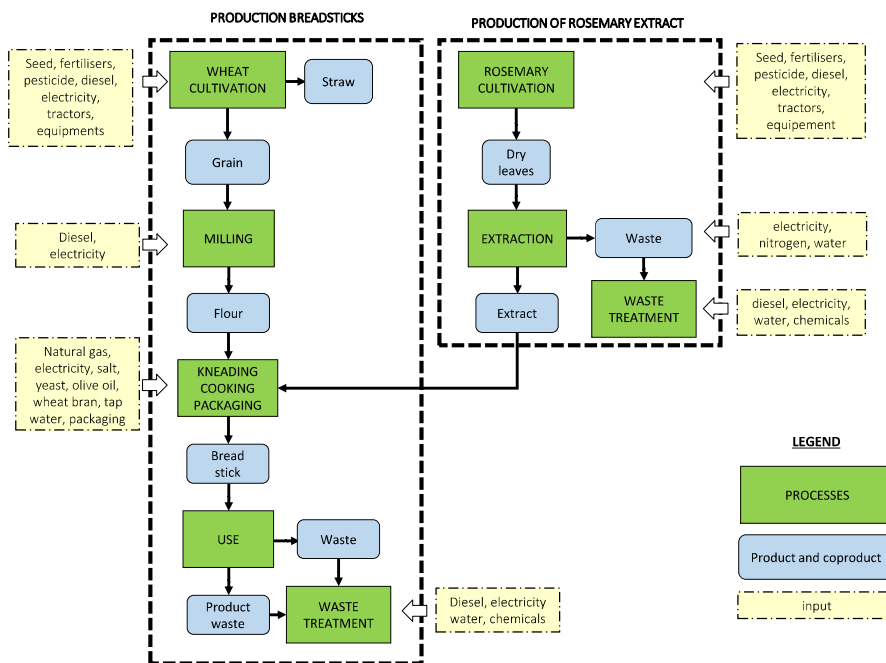 PRODUCTION BREADSTICKS
PRODUCTION OF ROSEMARY EXTRACT
Seed, fertilisers,
pesticide, diesel,
electricity,
tractors,
equipments
WHEAT
CULTIVATION
Straw
ROSEMARY
CULTIVATION
Seed, fertilisers,
pesticide, diesel,
electricity,
tractors,
equipement
Grain
Dry
leaves
Diesel,
electricity
MILLING
EXTRACTION
Waste
electricity,
nitrogen, water
Flour
Extract
WASTE
TREATMENT
diesel, electricity,
water, chemicals
Natural gas,
electricity, salt,
yeast, olive oil,
wheat bran, tap
water, packaging
KNEADING
COOKING
PACKAGING
Bread
stick
LEGEND
PROCESSES
USE
Waste
Product and coproduct
Product
waste
WASTE
TREATMENT
Diesel, electricity
water, chemicals
input